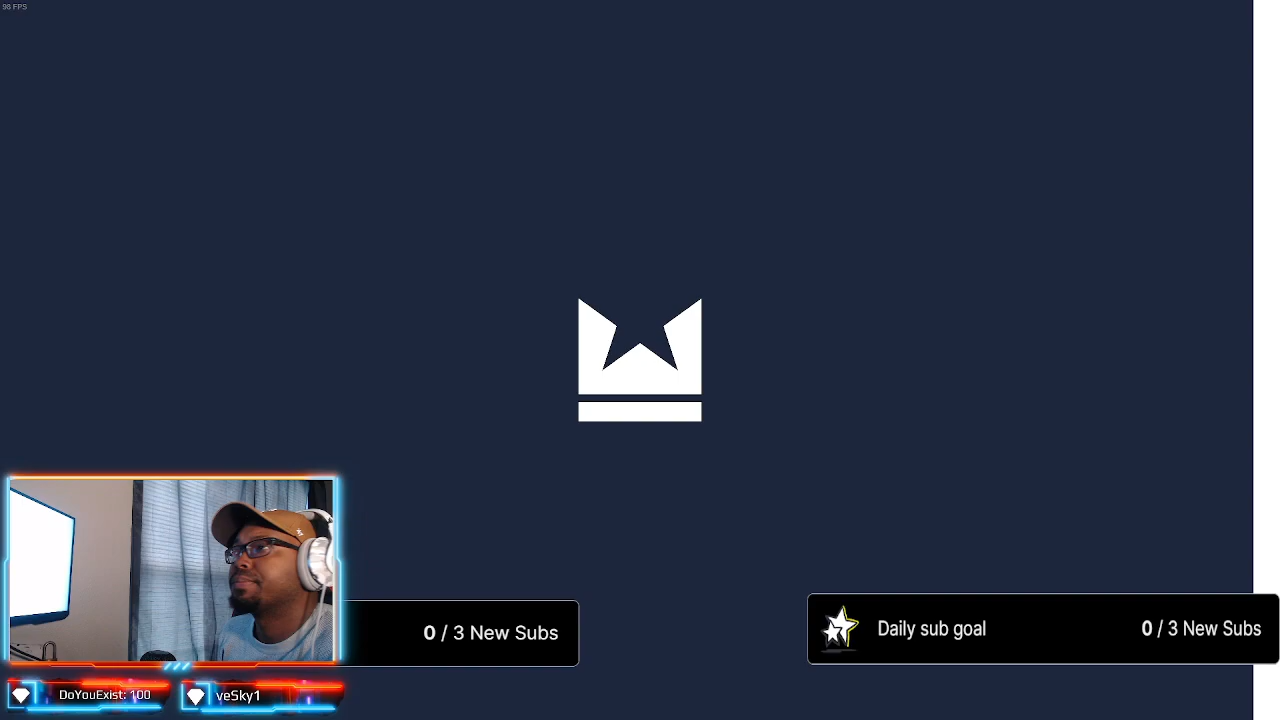 98 FPS
0 / 3 New Subs
Daily sub goal
0 / 3 New Subs
DoYouExist: 100
veSky1